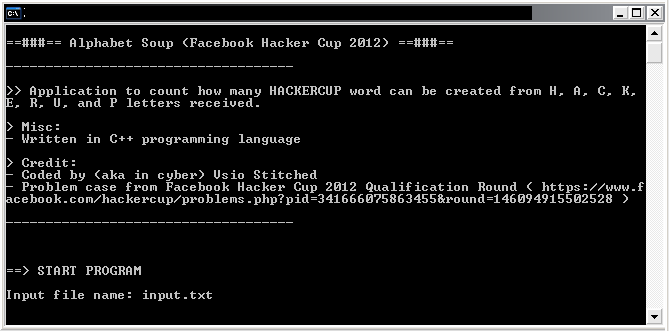 C:\
==###== Alphabet Soup (Facebook Hacker Cup 2012) ==###==
------------------------------------
>> Application to count how many HACKERCUP word can be created from H, A, C, K,
E, R, U, and P letters received.
> Misc:
- Written in C++ programming language
> Credit:
- Coded by (aka in cyber) Vsio Stitched
- Problem case from Facebook Hacker Cup 2012 Qualification Round ( https://www.f
acebook.com/hackercup/problems.php?pid=341666075863455&round=146094915502528 )
------------------------------------
==> START PROGRAM
Input file name: input.txt